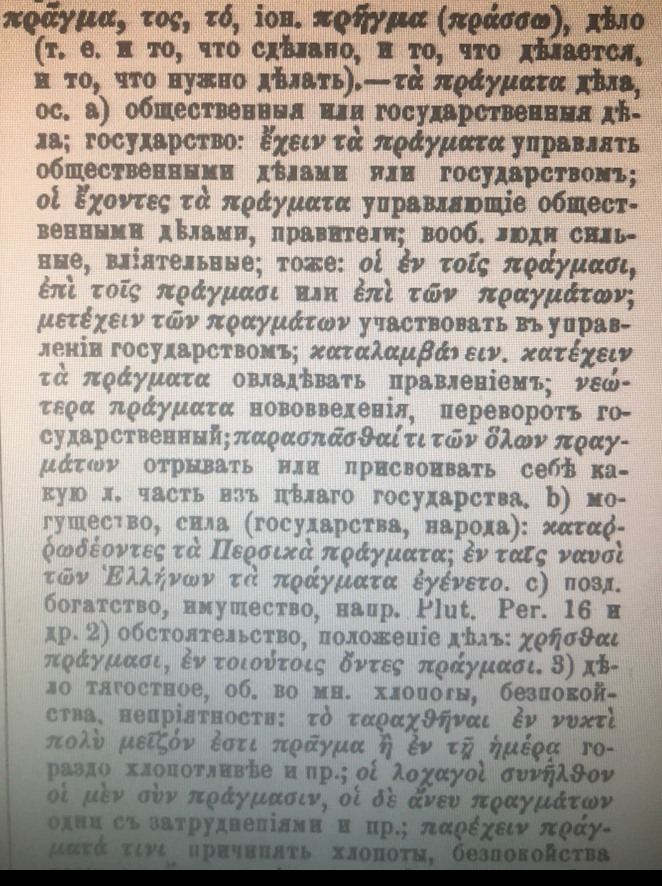 πρᾶγμα, τος, τό, іон. πρῆγμα (πράσσω), дѣло
(т. е. и то, что сдѣлано, и то, что дѣлается,
и то, что нужно дѣлать).—τὰ πράγματα дѣла,
ос. a) общественныя или государственныя дѣ-
ла; государство: ἔχειν τὰ πράγματα управлять
общественными дѣлами или государствомъ;
οἱ ἔχοντες τὰ πράγματα управляющіе общест-
венными дѣлами, правители; вооб. люди силь-
ные, вліятельные; тоже: οἱ ἐν τοῖς πράγμασι,
ἐπὶ τοῖς πράγμασι или ἐπὶ τῶν πραγμάτων;
μετέχειν τῶν πραγμάτων участвовать въ управ-
леніи государствомъ; καταλαμβάνειν. κατέχειν
τὰ πράγματα овладѣвать правленіемъ; νεώ-
τερα πράγματα нововведенія, переворотъ го-
сударственный; παρασπᾶσθαί τι τῶν ὅλων πραγ-
μάτων отрывать или присвоивать себѣ ка-
кую л. часть изъ цѣлаго государства. b) мо-
гущество, сила (государства, народа): καταῤ-
ῥωδέοντες τὰ Περσικὰ πράγματα; ἐν ταῖς ναυσὶ
τῶν Ἑλλήνων τὰ πράγματα ἐγένετο. c) позд.
богатство, имущество, напр. Plut. Per. 16 и
др. 2) обстоятельство, положеніе дѣлъ: χρῆσθαι
πράγμασι, ἐν τοιούτοις ὄντες πράγμασι. 3) дѣ-
ло тягостное, об. во мн. хлопоты, безпокой-
ства, непріятности: τὸ ταραχθῆναι ἐν νυκτὶ
πολὺ μεῖζόν ἐστι πρᾶγμα ἢ ἐν τῇ ἡμέρᾳ го-
раздо хлопотливѣе и пр.; οἱ λοχαγοὶ συνῆλθον
οἱ μὲν σὺν πράγμασιν, οἱ δὲ ἄνευ πραγμάτων
одни съ затрудненіями и пр.; παρέχειν πράγ-
ματά τινι причинять хлопоты, безпокойства